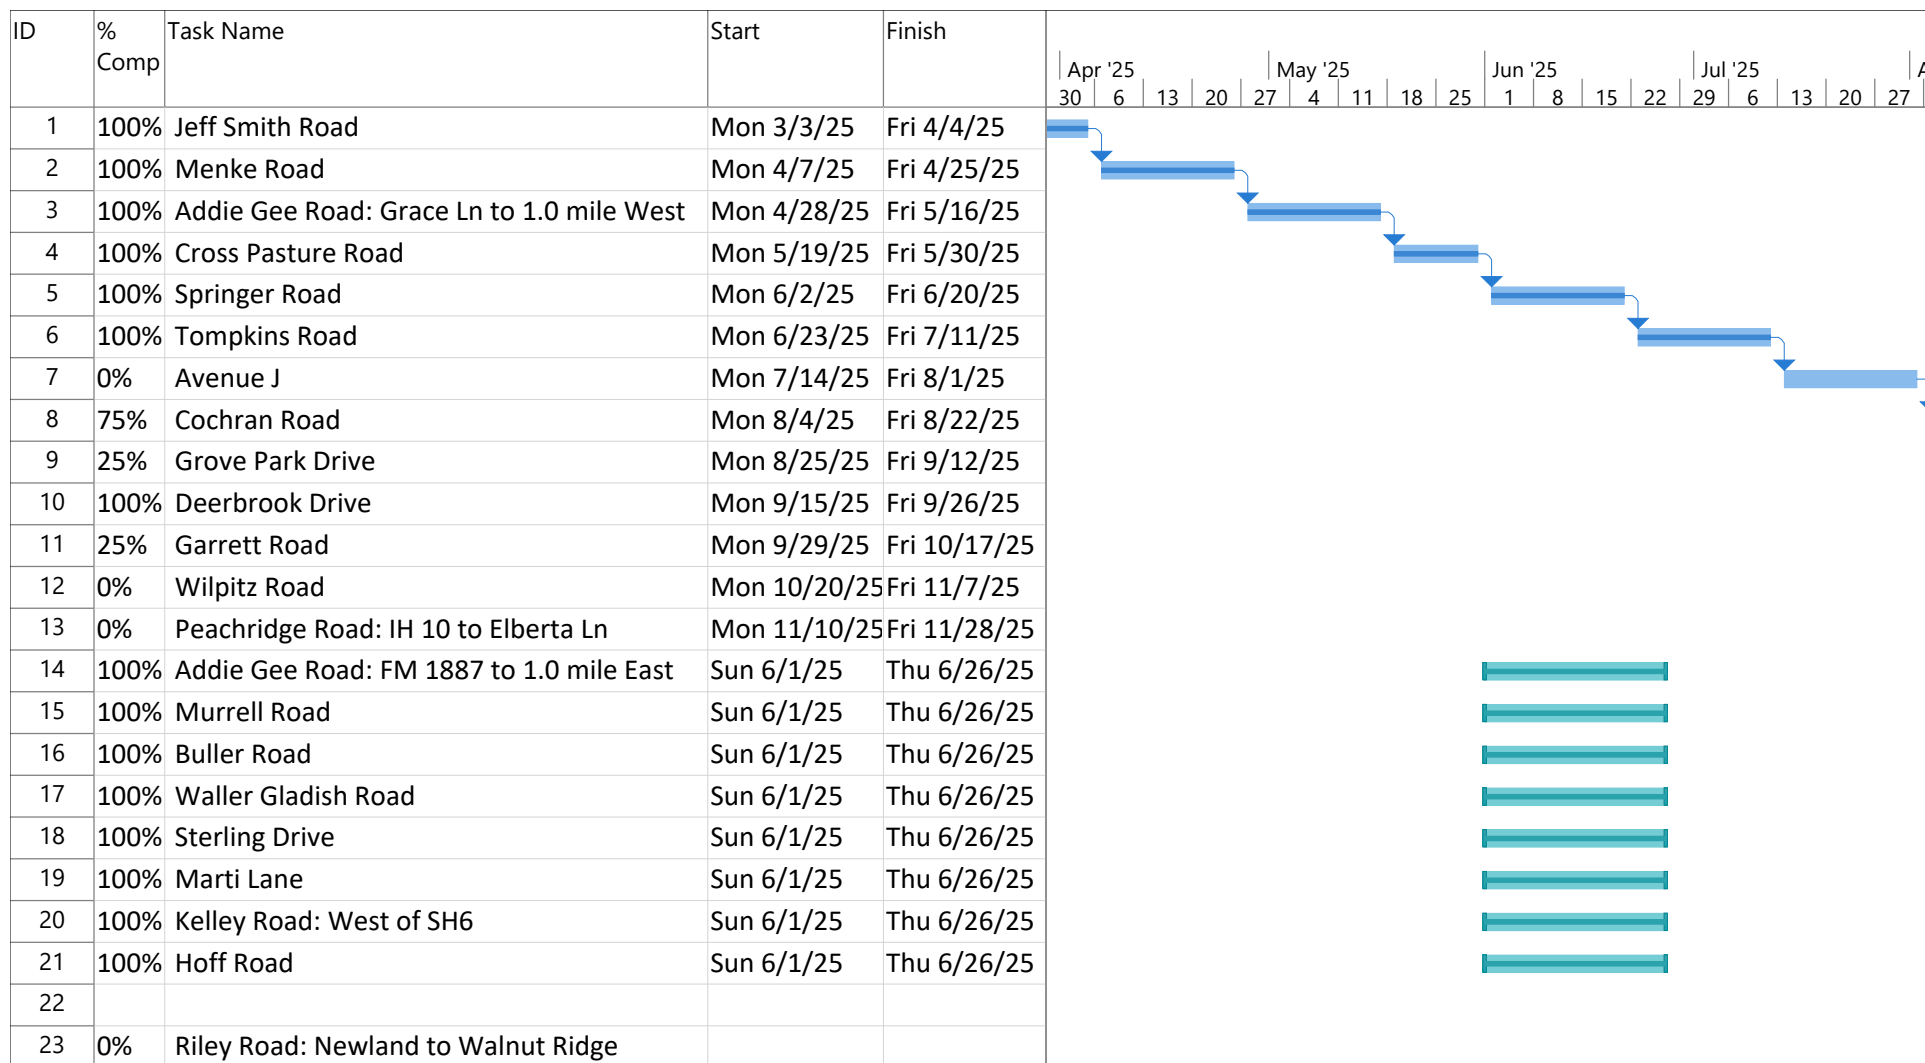 ID % Comp Task Name Start Finish
Apr '25 May '25 Jun '25 Jul '25 A
30 6 13 20 27 4 11 18 25 1 8 15 22 29 6 13 20 27
1 100% Jeff Smith Road Mon 3/3/25 Fri 4/4/25
2 100% Menke Road Mon 4/7/25 Fri 4/25/25
3 100% Addie Gee Road: Grace Ln to 1.0 mile West Mon 4/28/25 Fri 5/16/25
4 100% Cross Pasture Road Mon 5/19/25 Fri 5/30/25
5 100% Springer Road Mon 6/2/25 Fri 6/20/25
6 100% Tompkins Road Mon 6/23/25 Fri 7/11/25
7 0% Avenue J Mon 7/14/25 Fri 8/1/25
8 75% Cochran Road Mon 8/4/25 Fri 8/22/25
9 25% Grove Park Drive Mon 8/25/25 Fri 9/12/25
10 100% Deerbrook Drive Mon 9/15/25 Fri 9/26/25
11 25% Garrett Road Mon 9/29/25 Fri 10/17/25
12 0% Wilpitz Road Mon 10/20/25 Fri 11/7/25
13 0% Peachridge Road: IH 10 to Elberta Ln Mon 11/10/25 Fri 11/28/25
14 100% Addie Gee Road: FM 1887 to 1.0 mile East Sun 6/1/25 Thu 6/26/25
15 100% Murrell Road Sun 6/1/25 Thu 6/26/25
16 100% Buller Road Sun 6/1/25 Thu 6/26/25
17 100% Waller Gladish Road Sun 6/1/25 Thu 6/26/25
18 100% Sterling Drive Sun 6/1/25 Thu 6/26/25
19 100% Marti Lane Sun 6/1/25 Thu 6/26/25
20 100% Kelley Road: West of SH6 Sun 6/1/25 Thu 6/26/25
21 100% Hoff Road Sun 6/1/25 Thu 6/26/25
22
23 0% Riley Road: Newland to Walnut Ridge